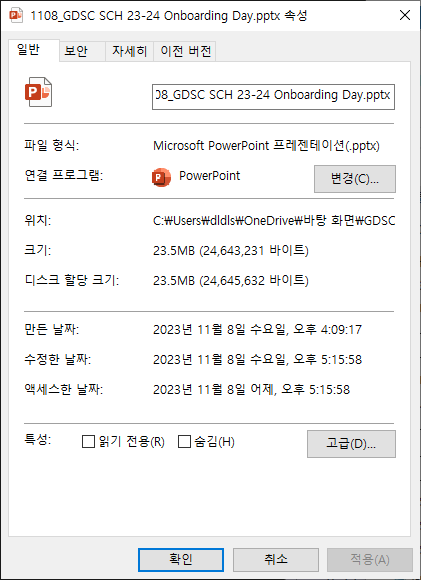 1108_GDSC SCH 23-24 Onboarding Day.pptx 속성
일반 보안 자세히 이전 버전
08_GDSC SCH 23-24 Onboarding Day.pptx
파일 형식: Microsoft PowerPoint 프레젠테이션(.pptx)
연결 프로그램: PowerPoint 변경(C)...
위치: C:₩Users₩dldls₩OneDrive₩바탕 화면₩GDSC
크기: 23.5MB (24,643,231 바이트)
디스크 할당 크기: 23.5MB (24,645,632 바이트)
만든 날짜: 2023년 11월 8일 수요일, 오후 4:09:17
수정한 날짜: 2023년 11월 8일 수요일, 오후 5:15:58
액세스한 날짜: 2023년 11월 8일 어제, 오후 5:15:58
특성: 읽기 전용(R) 숨김(H) 고급(D)...
확인 취소 적용(A)